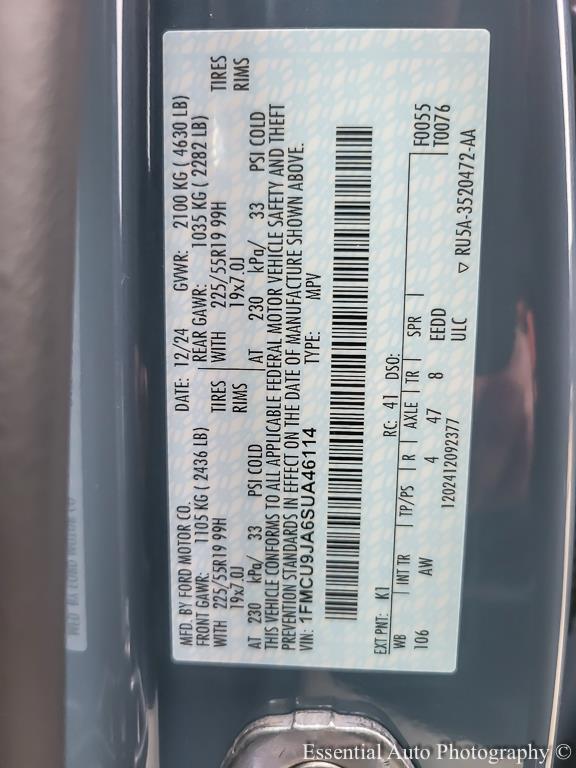 MFD. BY FORD MOTOR CO.
DATE: 12/24 GVWR: 2100 KG ( 4630 LB)
FRONT GAWR: 1105 KG ( 2436 LB) REAR GAWR: 1035 KG ( 2282 LB)
WITH 225/55R19 99H TIRES WITH 225/55R19 99H TIRES
19x7.0J RIMS 19x7.0J RIMS
AT 230 kPa/ 33 PSI COLD AT 230 kPa/ 33 PSI COLD
THIS VEHICLE CONFORMS TO ALL APPLICABLE FEDERAL MOTOR VEHICLE SAFETY AND THEFT
PREVENTION STANDARDS IN EFFECT ON THE DATE OF MANUFACTURE SHOWN ABOVE.
VIN: 1FMCU9JA6SUA46114 TYPE: MPV
EXT PNT: K1 RC: 41 DSO: F0055
WB INT TR TP/PS R AXLE TR SPR T0076
106 AW 4 47 8 EEDD
1202412092377 ULC ▽ RU5A-3520472-AA
Essential Auto Photography ©